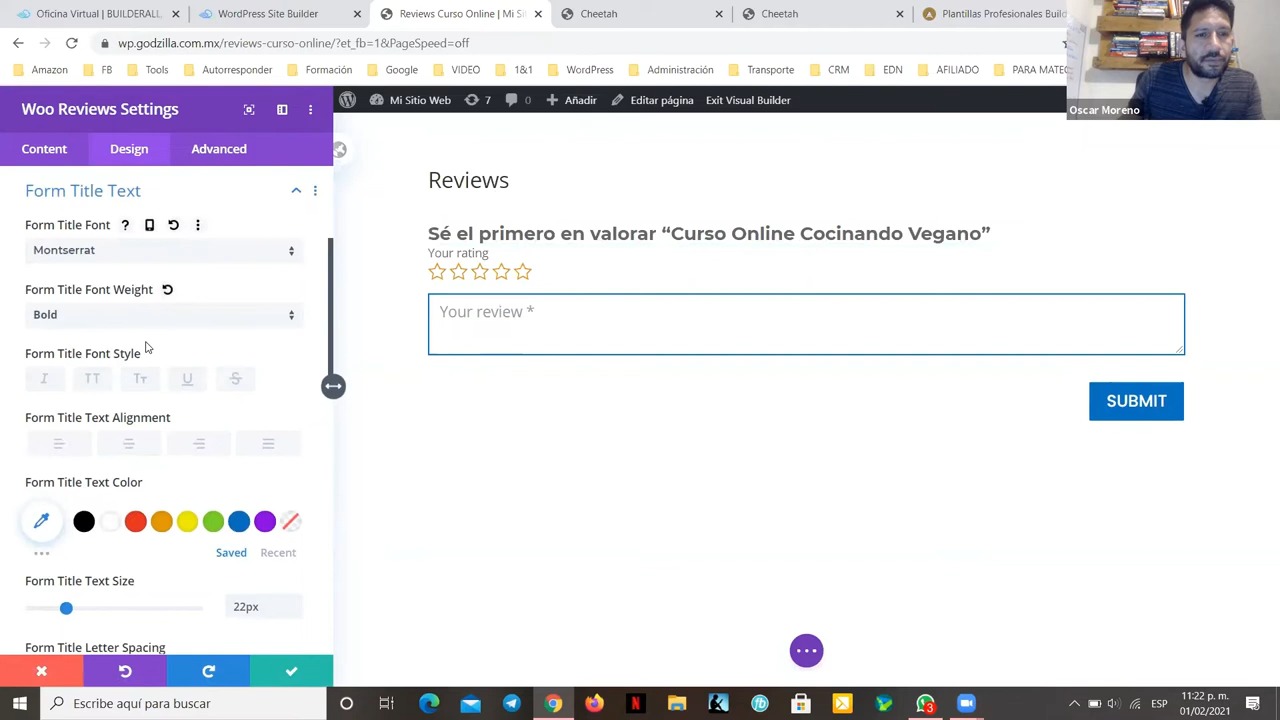 Oficina Virtual | BUILDERALL
WordPress Site Builder
Reviews Curso Online | Mi Sit
Cheetah
Cheetah
Plantillas Profesionales Build
wp.godzilla.com.mx/reviews-curso-online/?et_fb=1&PageSpeed=off
Amazon
FB
Tools
Autorresponder
Formación
Google
VIDEO
1&1
WordPress
Administración
Transporte
CRM
EDN
AFILIADO
PARA MATEO
Oscar Moreno
Mi Sitio Web
7
0
Añadir
Editar página
Exit Visual Builder
Woo Reviews Settings
Content
Design
Advanced
Form Title Text
Form Title Font
Montserrat
Form Title Font Weight
Bold
Form Title Font Style
I
TT
Tт
U
S
Form Title Text Alignment
Form Title Text Color
Saved
Recent
Form Title Text Size
22px
Form Title Letter Spacing
Reviews
Sé el primero en valorar “Curso Online Cocinando Vegano”
Your rating
Your review *
SUBMIT
Escribe aquí para buscar
3
ESP
11:22 p. m.
01/02/2021